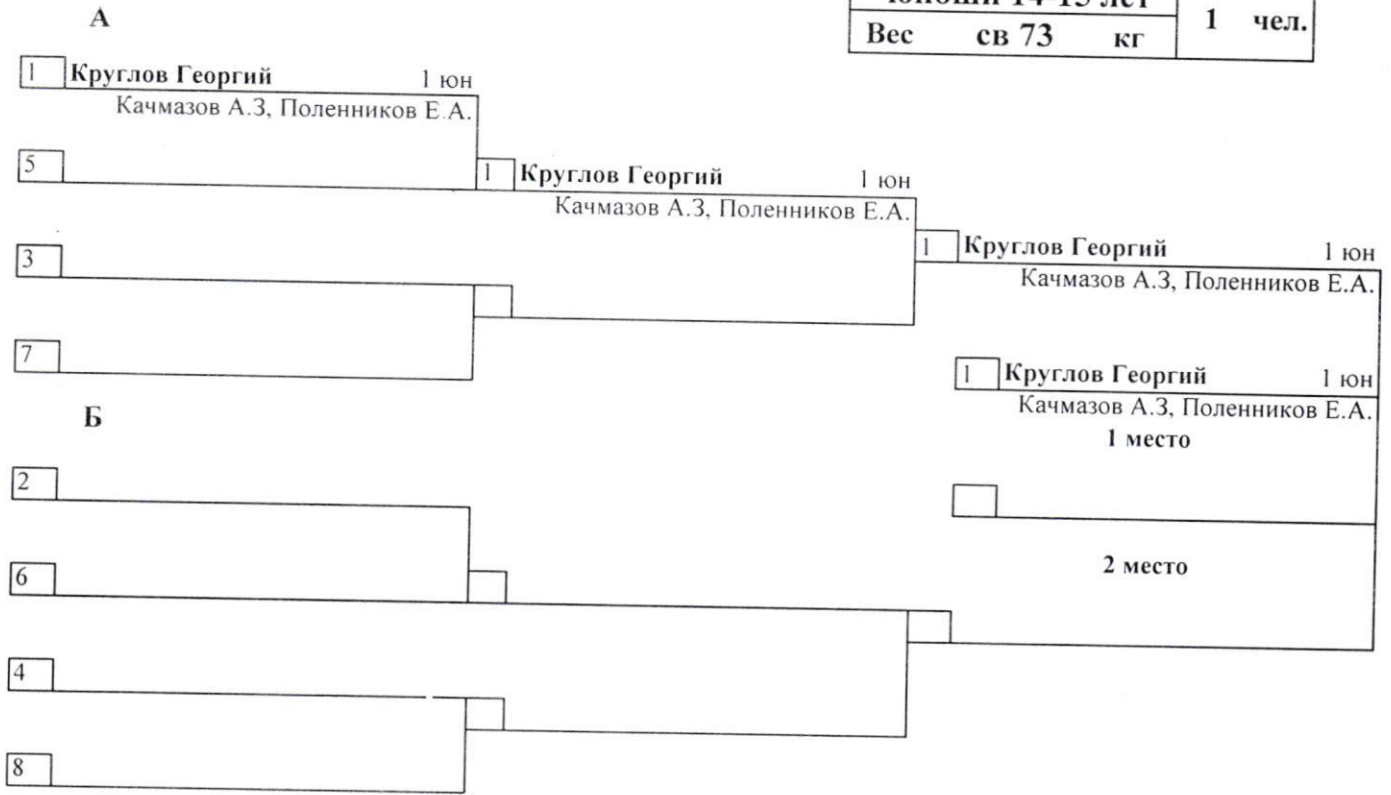 юноши 14-15 лет
1 чел.
Вес св 73 кг
А
1 Круглов Георгий 1 юн
Качмазов А.З, Поленников Е.А.
5
1 Круглов Георгий 1 юн
Качмазов А.З, Поленников Е.А.
1 Круглов Георгий 1 юн
Качмазов А.З, Поленников Е.А.
3
7
1 Круглов Георгий 1 юн
Качмазов А.З, Поленников Е.А.
1 место
Б
2
6
2 место
4
8